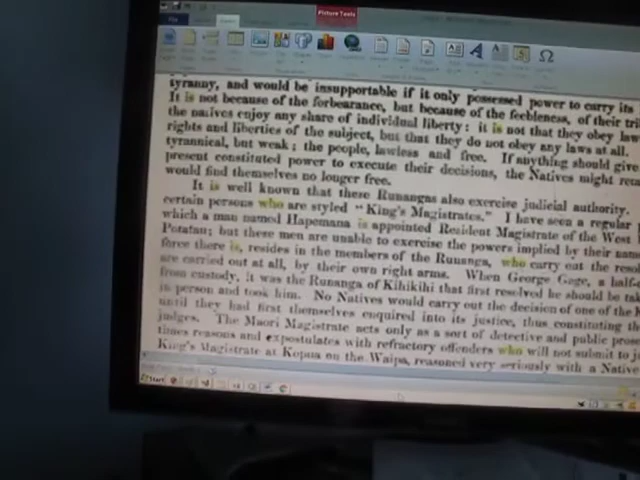 Picture Tools
tyranny, and would be insupportable if it only possessed power to carry its
It is not because of the forbearance, but because of the feebleness, of their
the natives enjoy any share of individual liberty: it is not that they obey
rights and liberties of the subject, but that they do not obey any laws at all.
tyrannical, but weak; the people, lawless and free. If anything should give
present constituted power to execute their decisions, the Natives might
would find themselves no longer free.
It is well known that these Runangas also exercise judicial authority.
certain persons who are styled "King's Magistrates." I have seen a regular
which a man named Hapemana is appointed Resident Magistrate of the West
Potatau; but these men are unable to exercise the powers implied by their
force there is, resides in the members of the Runanga, who carry out the
are carried out at all, by their own right arms. When George Gage, a
from custody, it was the Runanga of Kihikihi that first resolved he should be
in person and took him. No Natives would carry out the decision of one of the
until they had first themselves enquired into its justice, thus constituting
judges. The Maori Magistrate acts only as a sort of detective and public
times reasons and expostulates with refractory offenders who will not submit to
King's Magistrate at Kopua on the Waipa, reasoned very seriously with a Native
Start